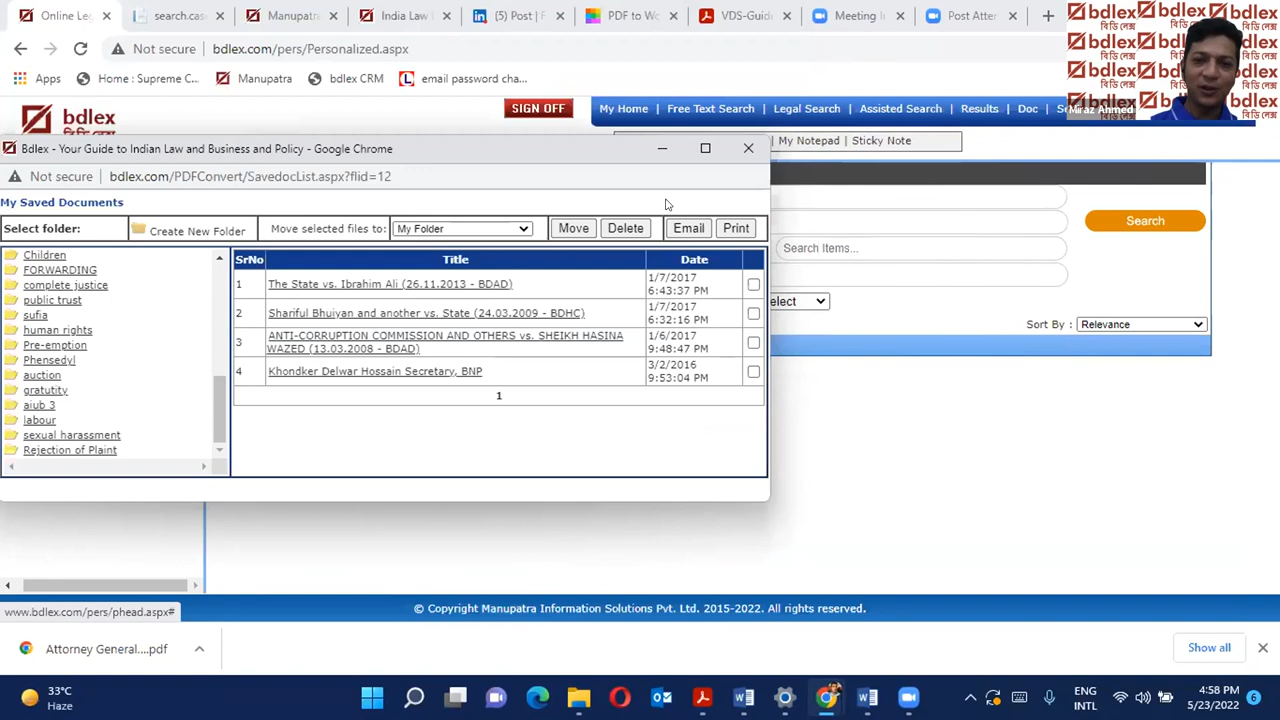 Online Le
search.cas
Manupatra
India Law
(5) Post | F
PDF to Wo
VDS-Guid
Meeting I
Post Atter
Not secure
bdlex.com/pers/Personalized.aspx
Apps
Home : Supreme C...
Manupatra
bdlex CRM
email password cha...
bdlex
বিডি লেক্স
SIGN OFF
My Home | Free Text Search | Legal Search | Assisted Search | Results | Doc | S
Miraz Ahmed
| My Notepad | Sticky Note
Bdlex - Your Guide to Indian Law and Business and Policy - Google Chrome
Not secure
bdlex.com/PDFConvert/SavedocList.aspx?flid=12
My Saved Documents
Select folder:
Create New Folder
Move selected files to:
My Folder
Move
Delete
Email
Print
Search
Search Items...
elect
Sort By :
Relevance
Children
FORWARDING
complete justice
public trust
sufia
human rights
Pre-emption
Phensedyl
auction
gratutity
aiub 3
labour
sexual harassment
Rejection of Plaint
SrNo
Title
Date
1
The State vs. Ibrahim Ali (26.11.2013 - BDAD)
1/7/2017
6:43:37 PM
2
Shariful Bhuiyan and another vs. State (24.03.2009 - BDHC)
1/7/2017
6:32:16 PM
3
ANTI-CORRUPTION COMMISSION AND OTHERS vs. SHEIKH HASINA
WAZED (13.03.2008 - BDAD)
1/6/2017
9:48:47 PM
4
Khondker Delwar Hossain Secretary, BNP
3/2/2016
9:53:04 PM
1
www.bdlex.com/pers/phead.aspx#
© Copyright Manupatra Information Solutions Pvt. Ltd. 2015-2022. All rights reserved.
Attorney General....pdf
Show all
33°C
Haze
ENG
INTL
4:58 PM
5/23/2022
6